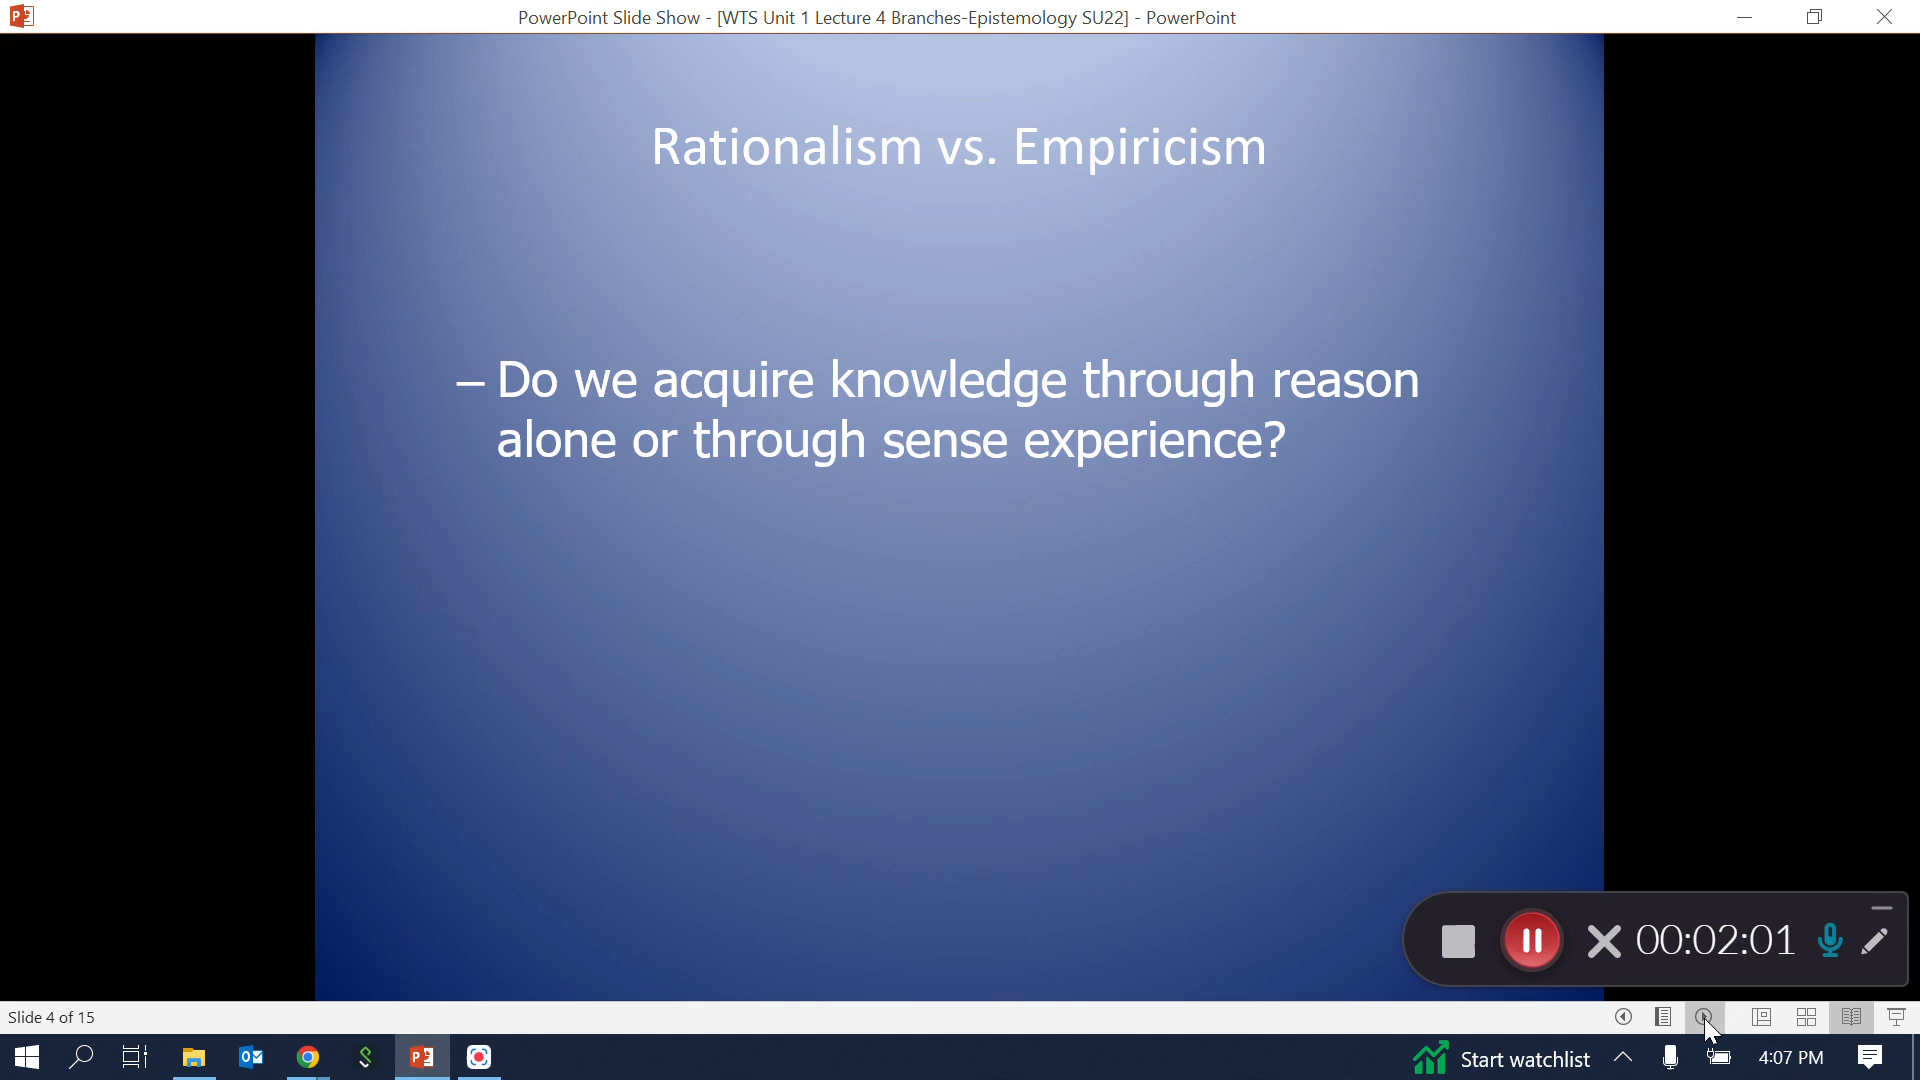 PowerPoint Slide Show - [WTS Unit 1 Lecture 4 Branches-Epistemology SU22] - PowerPoint
Rationalism vs. Empiricism
– Do we acquire knowledge through reason
alone or through sense experience?
00:02:01
Slide 4 of 15
Start watchlist
4:07 PM